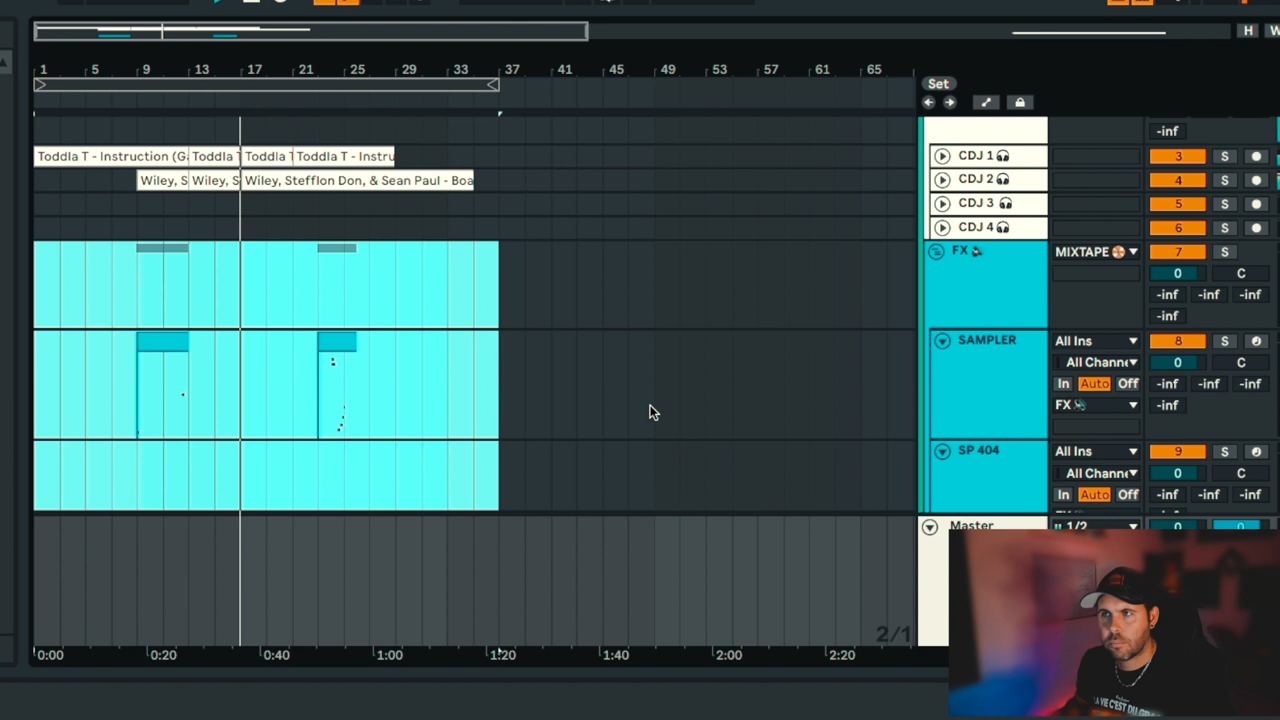 H
1 5 9 13 17 21 25 29 33 37 41 45 49 53 57 61 65
Set
-inf
Toddla T - Instruction (G Toddla T Toddla T Toddla T - Instru
CDJ 1 3 S
Wiley, S Wiley, S Wiley, Stefflon Don, & Sean Paul - Boa
CDJ 2 4 S
CDJ 3 5 S
CDJ 4 6 S
FX MIXTAPE 7 S
0 C
-inf -inf -inf
-inf
SAMPLER All Ins 8 S
All Channe 0 C
In Auto Off -inf -inf -inf
FX -inf
SP 404 All Ins 9 S
All Channe 0 C
In Auto Off -inf -inf -inf
Master 1/2 0 0
2/1
0:00 0:20 0:40 1:00 1:20 1:40 2:00 2:20
LA VIE C'EST DU